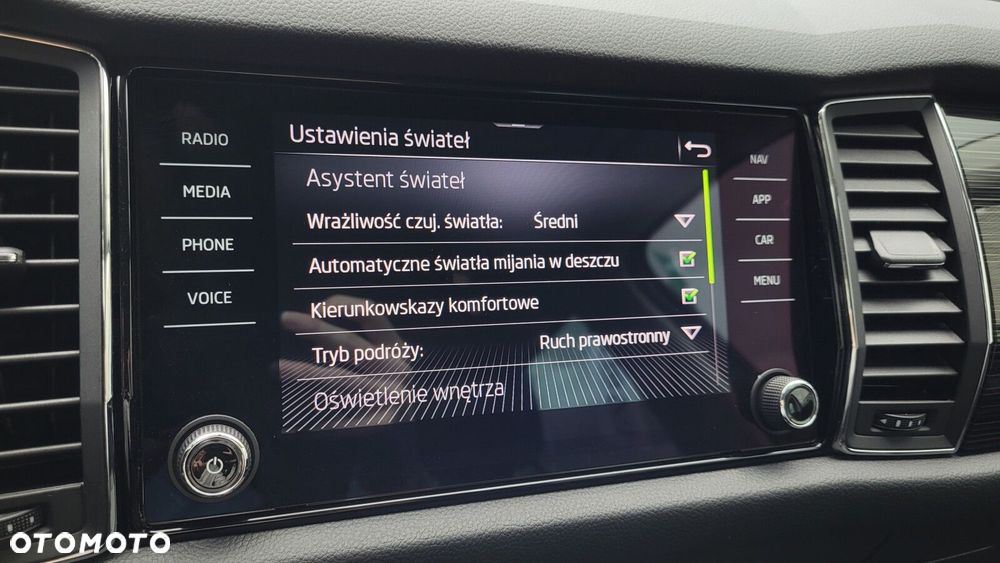 RADIO
MEDIA
PHONE
VOICE
Ustawienia świateł
Asystent świateł
Wrażliwość czuj. światła: Średni
Automatyczne światła mijania w deszczu
Kierunkowskazy komfortowe
Tryb podróży: Ruch prawostronny
Oświetlenie wnętrza
NAV
APP
CAR
MENU
OTOMOTO